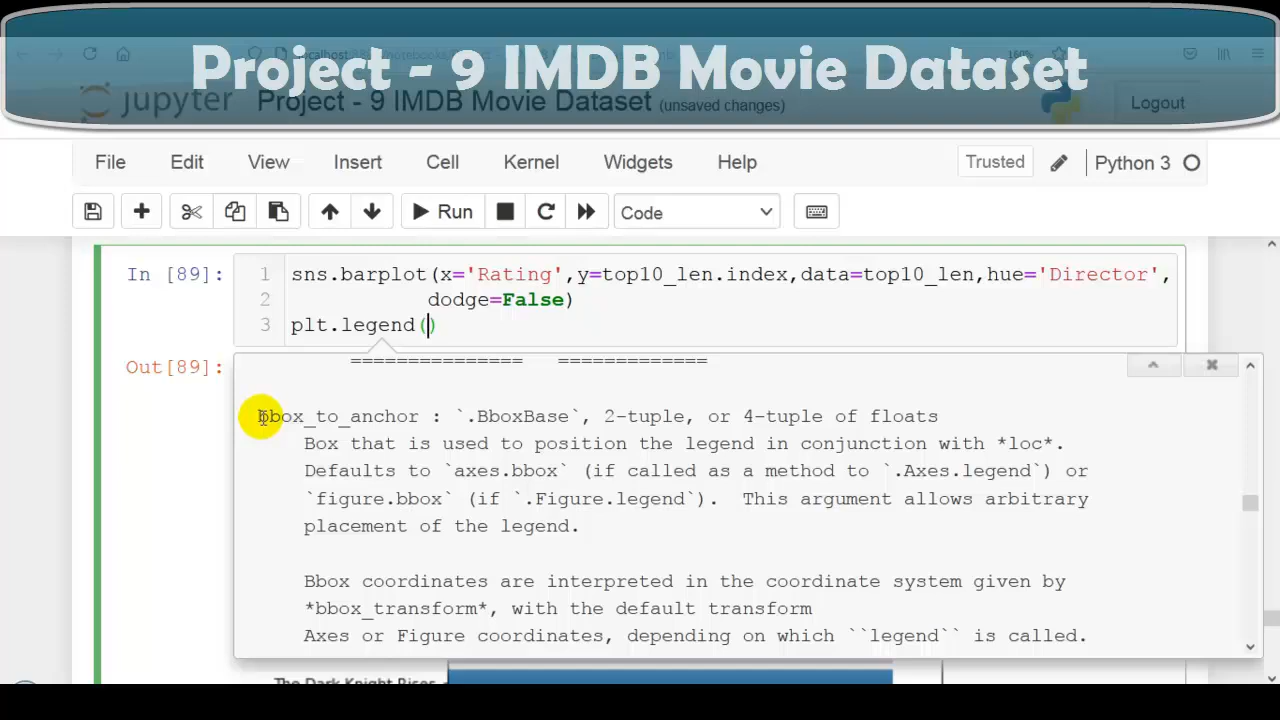 Project - 9 IMDB Movie Dataset
jupyter Project - 9 IMDB Movie Dataset (unsaved changes)
Logout
File Edit View Insert Cell Kernel Widgets Help
Trusted Python 3
Run Code
In [89]:
1 sns.barplot(x='Rating',y=top10_len.index,data=top10_len,hue='Director',
2 dodge=False)
3 plt.legend()
Out[89]:
=============== =============
bbox_to_anchor : `.BboxBase`, 2-tuple, or 4-tuple of floats
Box that is used to position the legend in conjunction with *loc*.
Defaults to `axes.bbox` (if called as a method to `.Axes.legend`) or
`figure.bbox` (if `.Figure.legend`). This argument allows arbitrary
placement of the legend.
Bbox coordinates are interpreted in the coordinate system given by
*bbox_transform*, with the default transform
Axes or Figure coordinates, depending on which ``legend`` is called.
The Dark Knight Rises